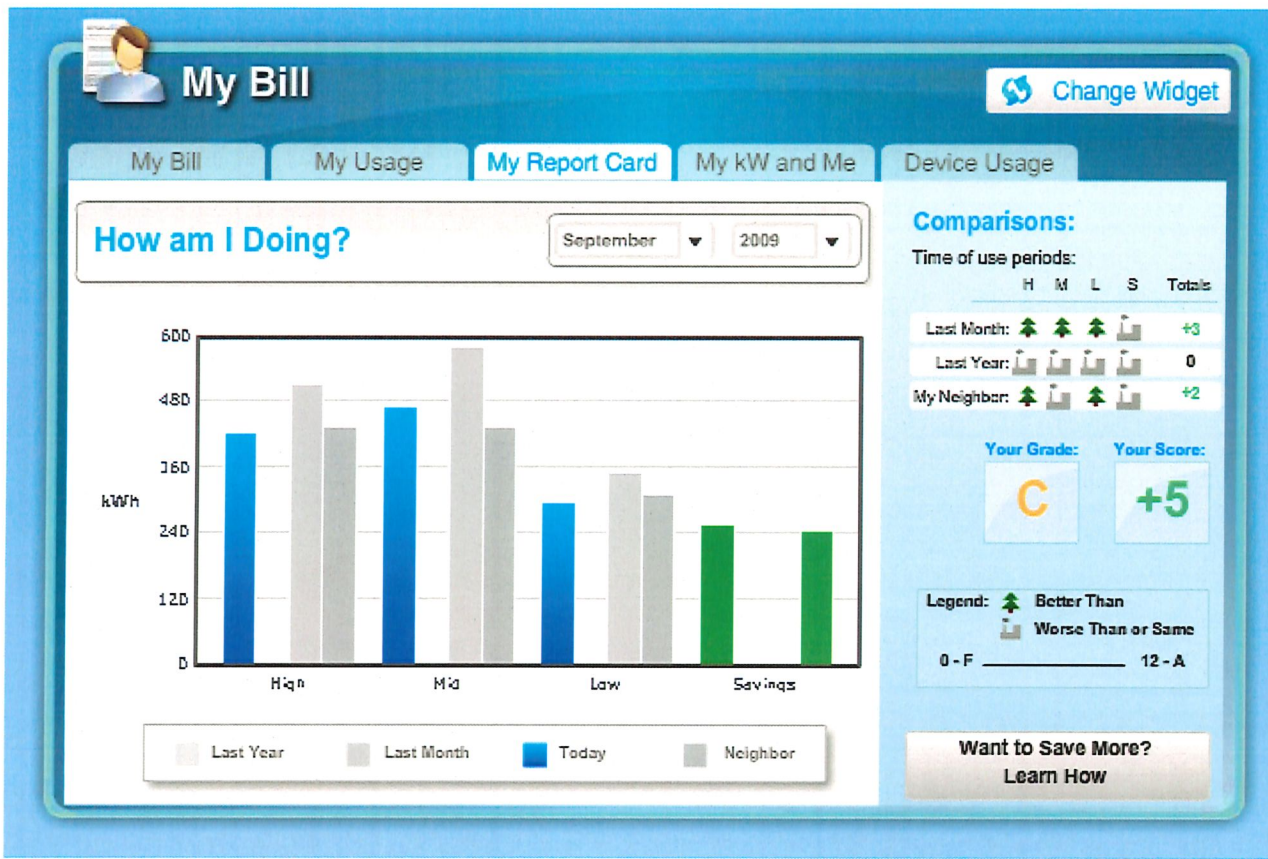 My Bill
Change Widget
My Bill
My Usage
My Report Card
My kW and Me
Device Usage
How am I Doing?
September
2009
Comparisons:
Time of use periods:
H M L S Totals
Last Month: +3
Last Year: 0
My Neighbor: +2
Your Grade:
Your Score:
C
+5
600
480
360
kWh
240
120
0
High
Mid
Low
Savings
Legend: Better Than
Worse Than or Same
0 - F 12 - A
Last Year
Last Month
Today
Neighbor
Want to Save More?
Learn How